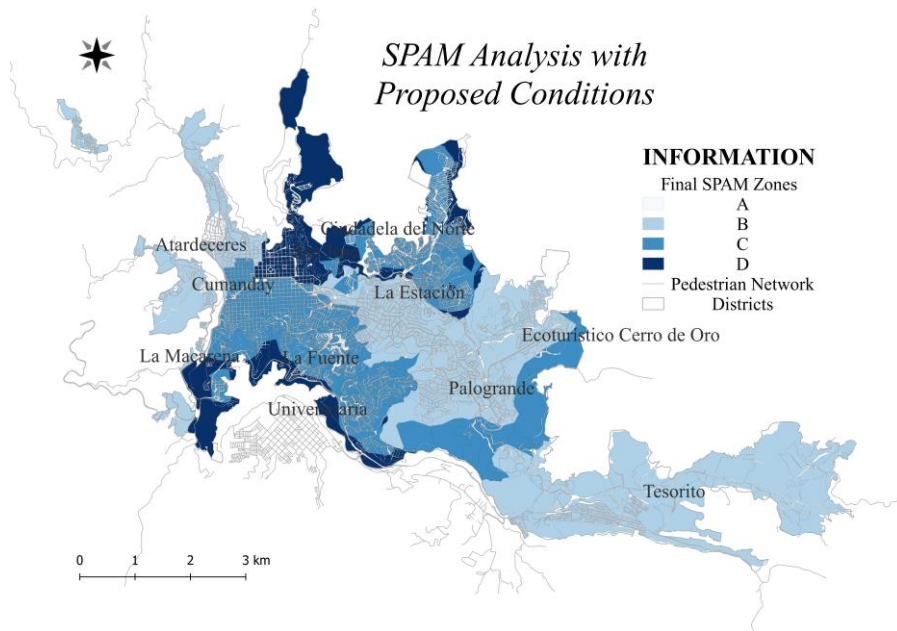 SPAM Analysis with
Proposed Conditions
INFORMATION
Final SPAM Zones
A
B
C
D
Pedestrian Network
Districts
Ciudadela del Norte
Atardeceres
Cumanday
La Estación
Ecoturístico Cerro de Oro
La Macarena
La Fuente
Palogrande
Universitaria
Tesorito
0 1 2 3 km